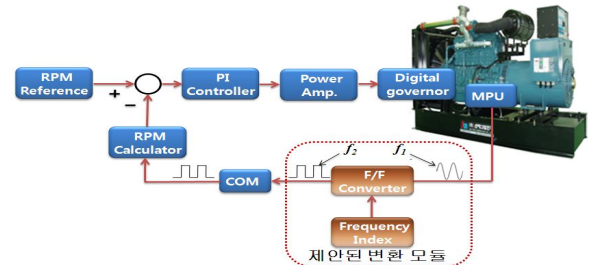 RPM
Reference
+
−
PI
Controller
Power
Amp.
Digital
governor
MPU
RPM
Calculator
COM
f2
f1
F/F
Converter
Frequency
Index
제안된 변환 모듈